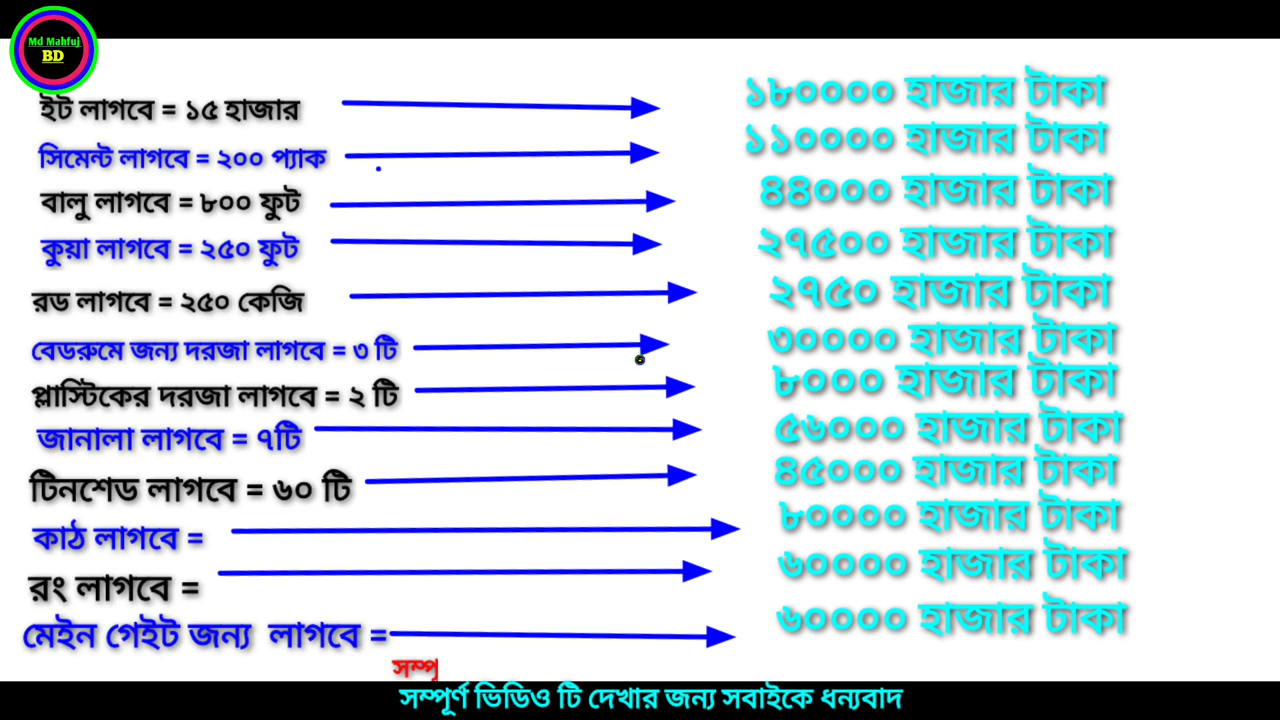 Md Mahfuj
BD
ইট লাগবে = ১৫ হাজার ১৮০০০০ হাজার টাকা
সিমেন্ট লাগবে = ২০০ প্যাক ১১০০০০ হাজার টাকা
বালু লাগবে = ৮০০ ফুট ৪৪০০০ হাজার টাকা
কুয়া লাগবে = ২৫০ ফুট ২৭৫০০ হাজার টাকা
রড লাগবে = ২৫০ কেজি ২৭৫০ হাজার টাকা
বেডরুমে জন্য দরজা লাগবে = ৩ টি ৩০০০০ হাজার টাকা
প্লাস্টিকের দরজা লাগবে = ২ টি ৮০০০ হাজার টাকা
জানালা লাগবে = ৭টি ৫৬০০০ হাজার টাকা
টিনশেড লাগবে = ৬০ টি ৪৫০০০ হাজার টাকা
কাঠ লাগবে = ৮০০০০ হাজার টাকা
রং লাগবে = ৬০০০০ হাজার টাকা
মেইন গেইট জন্য লাগবে = ৬০০০০ হাজার টাকা
সম্পূ
সম্পূর্ণ ভিডিও টি দেখার জন্য সবাইকে ধন্যবাদ